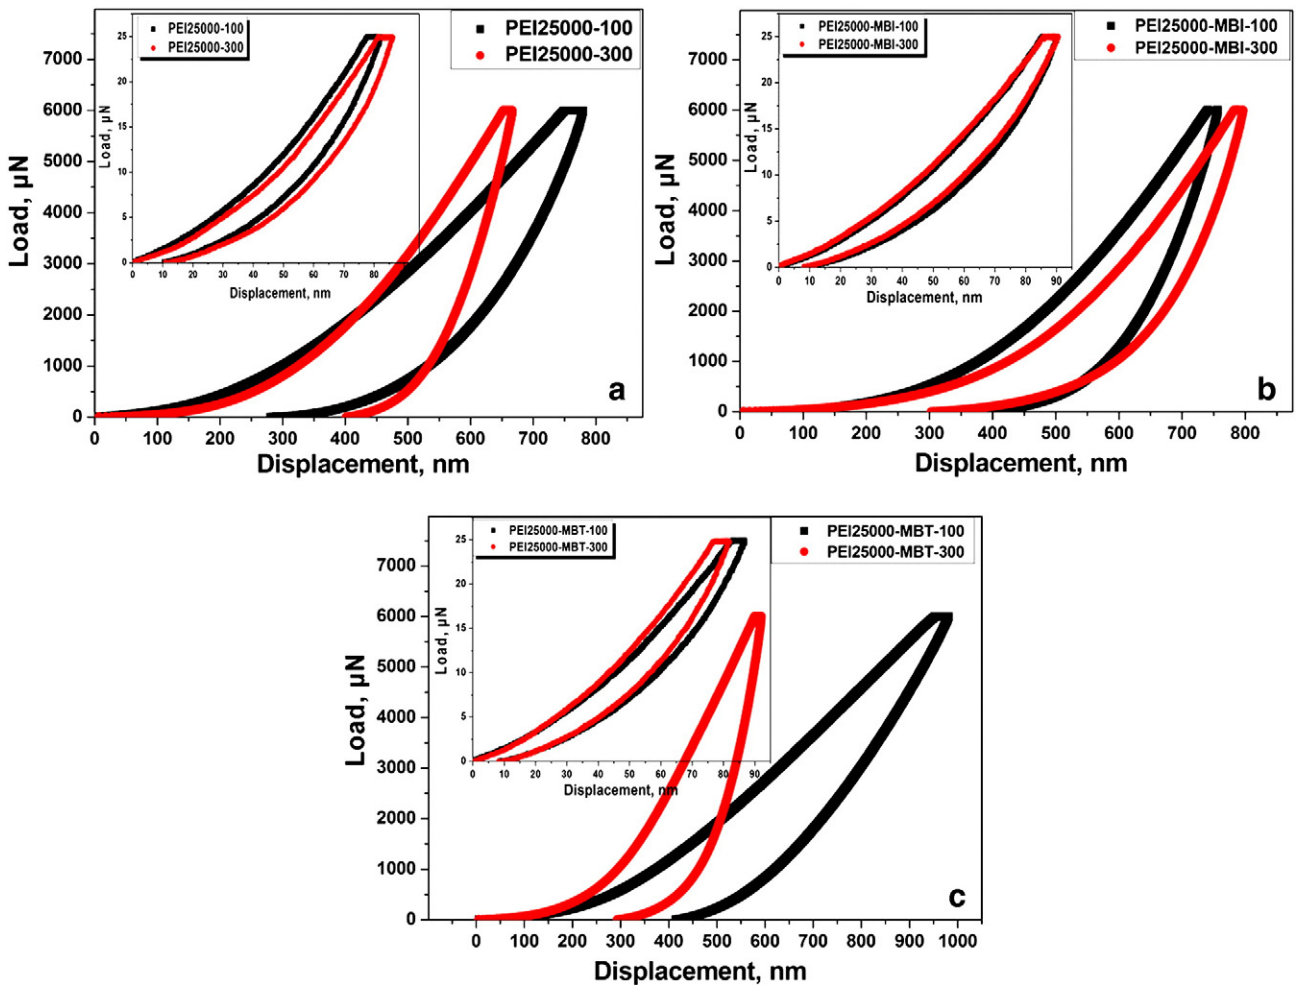 PEI25000-100
PEI25000-300
PEI25000-100
PEI25000-300
Load, µN
7000
6000
5000
4000
3000
2000
1000
0
25
20
15
10
5
0
Load, µN
0 10 20 30 40 50 60 70 80
Displacement, nm
a
0 100 200 300 400 500 600 700 800
Displacement, nm
PEI25000-MBI-100
PEI25000-MBI-300
PEI25000-MBI-100
PEI25000-MBI-300
Load, µN
7000
6000
5000
4000
3000
2000
1000
0
25
20
15
10
5
0
Load, µN
0 10 20 30 40 50 60 70 80 90
Displacement, nm
b
0 100 200 300 400 500 600 700 800
Displacement, nm
PEI25000-MBT-100
PEI25000-MBT-300
PEI25000-MBT-100
PEI25000-MBT-300
Load, µN
7000
6000
5000
4000
3000
2000
1000
0
25
20
15
10
5
0
Load, µN
0 10 20 30 40 50 60 70 80 90
Displacement, nm
c
0 100 200 300 400 500 600 700 800 900 1000
Displacement, nm